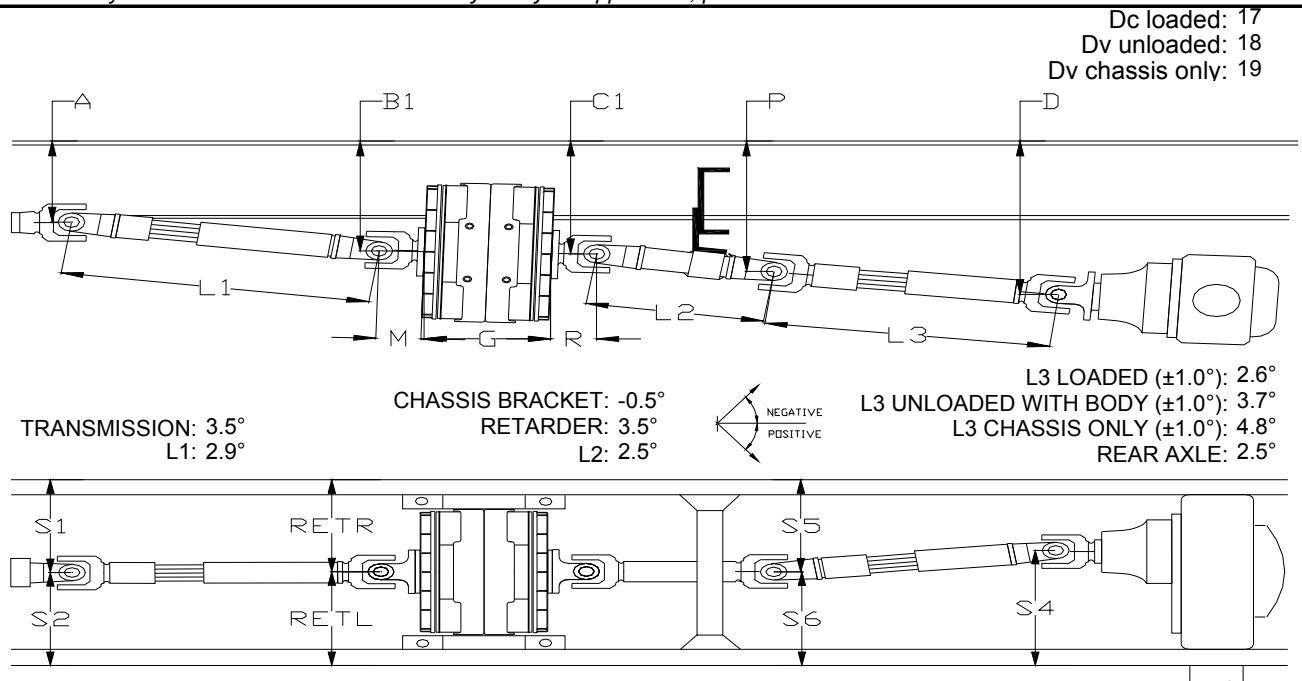 Dc loaded: 17
Dv unloaded: 18
Dv chassis only: 19
A
B1
C1
P
D
L1
M
G
R
L2
L3
TRANSMISSION: 3.5°
L1: 2.9°
CHASSIS BRACKET: -0.5°
RETARDER: 3.5°
L2: 2.5°
NEGATIVE
POSITIVE
L3 LOADED (±1.0°): 2.6°
L3 UNLOADED WITH BODY (±1.0°): 3.7°
L3 CHASSIS ONLY (±1.0°): 4.8°
REAR AXLE: 2.5°
S1
RETR
S5
S2
RETL
S6
S4